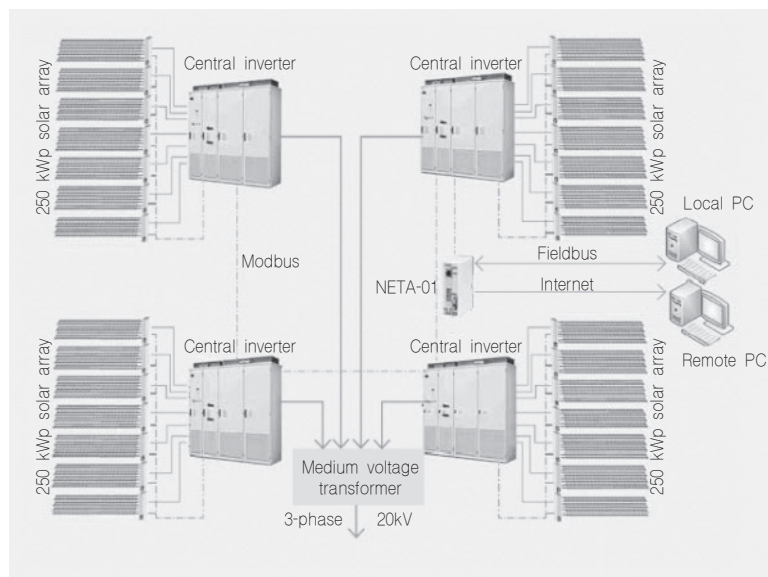 Central inverter
Central inverter
250 kWp solar array
250 kWp solar array
Local PC
Modbus
NETA-01
Fieldbus
Internet
Remote PC
Central inverter
Central inverter
250 kWp solar array
250 kWp solar array
Medium voltage
transformer
3-phase 20kV